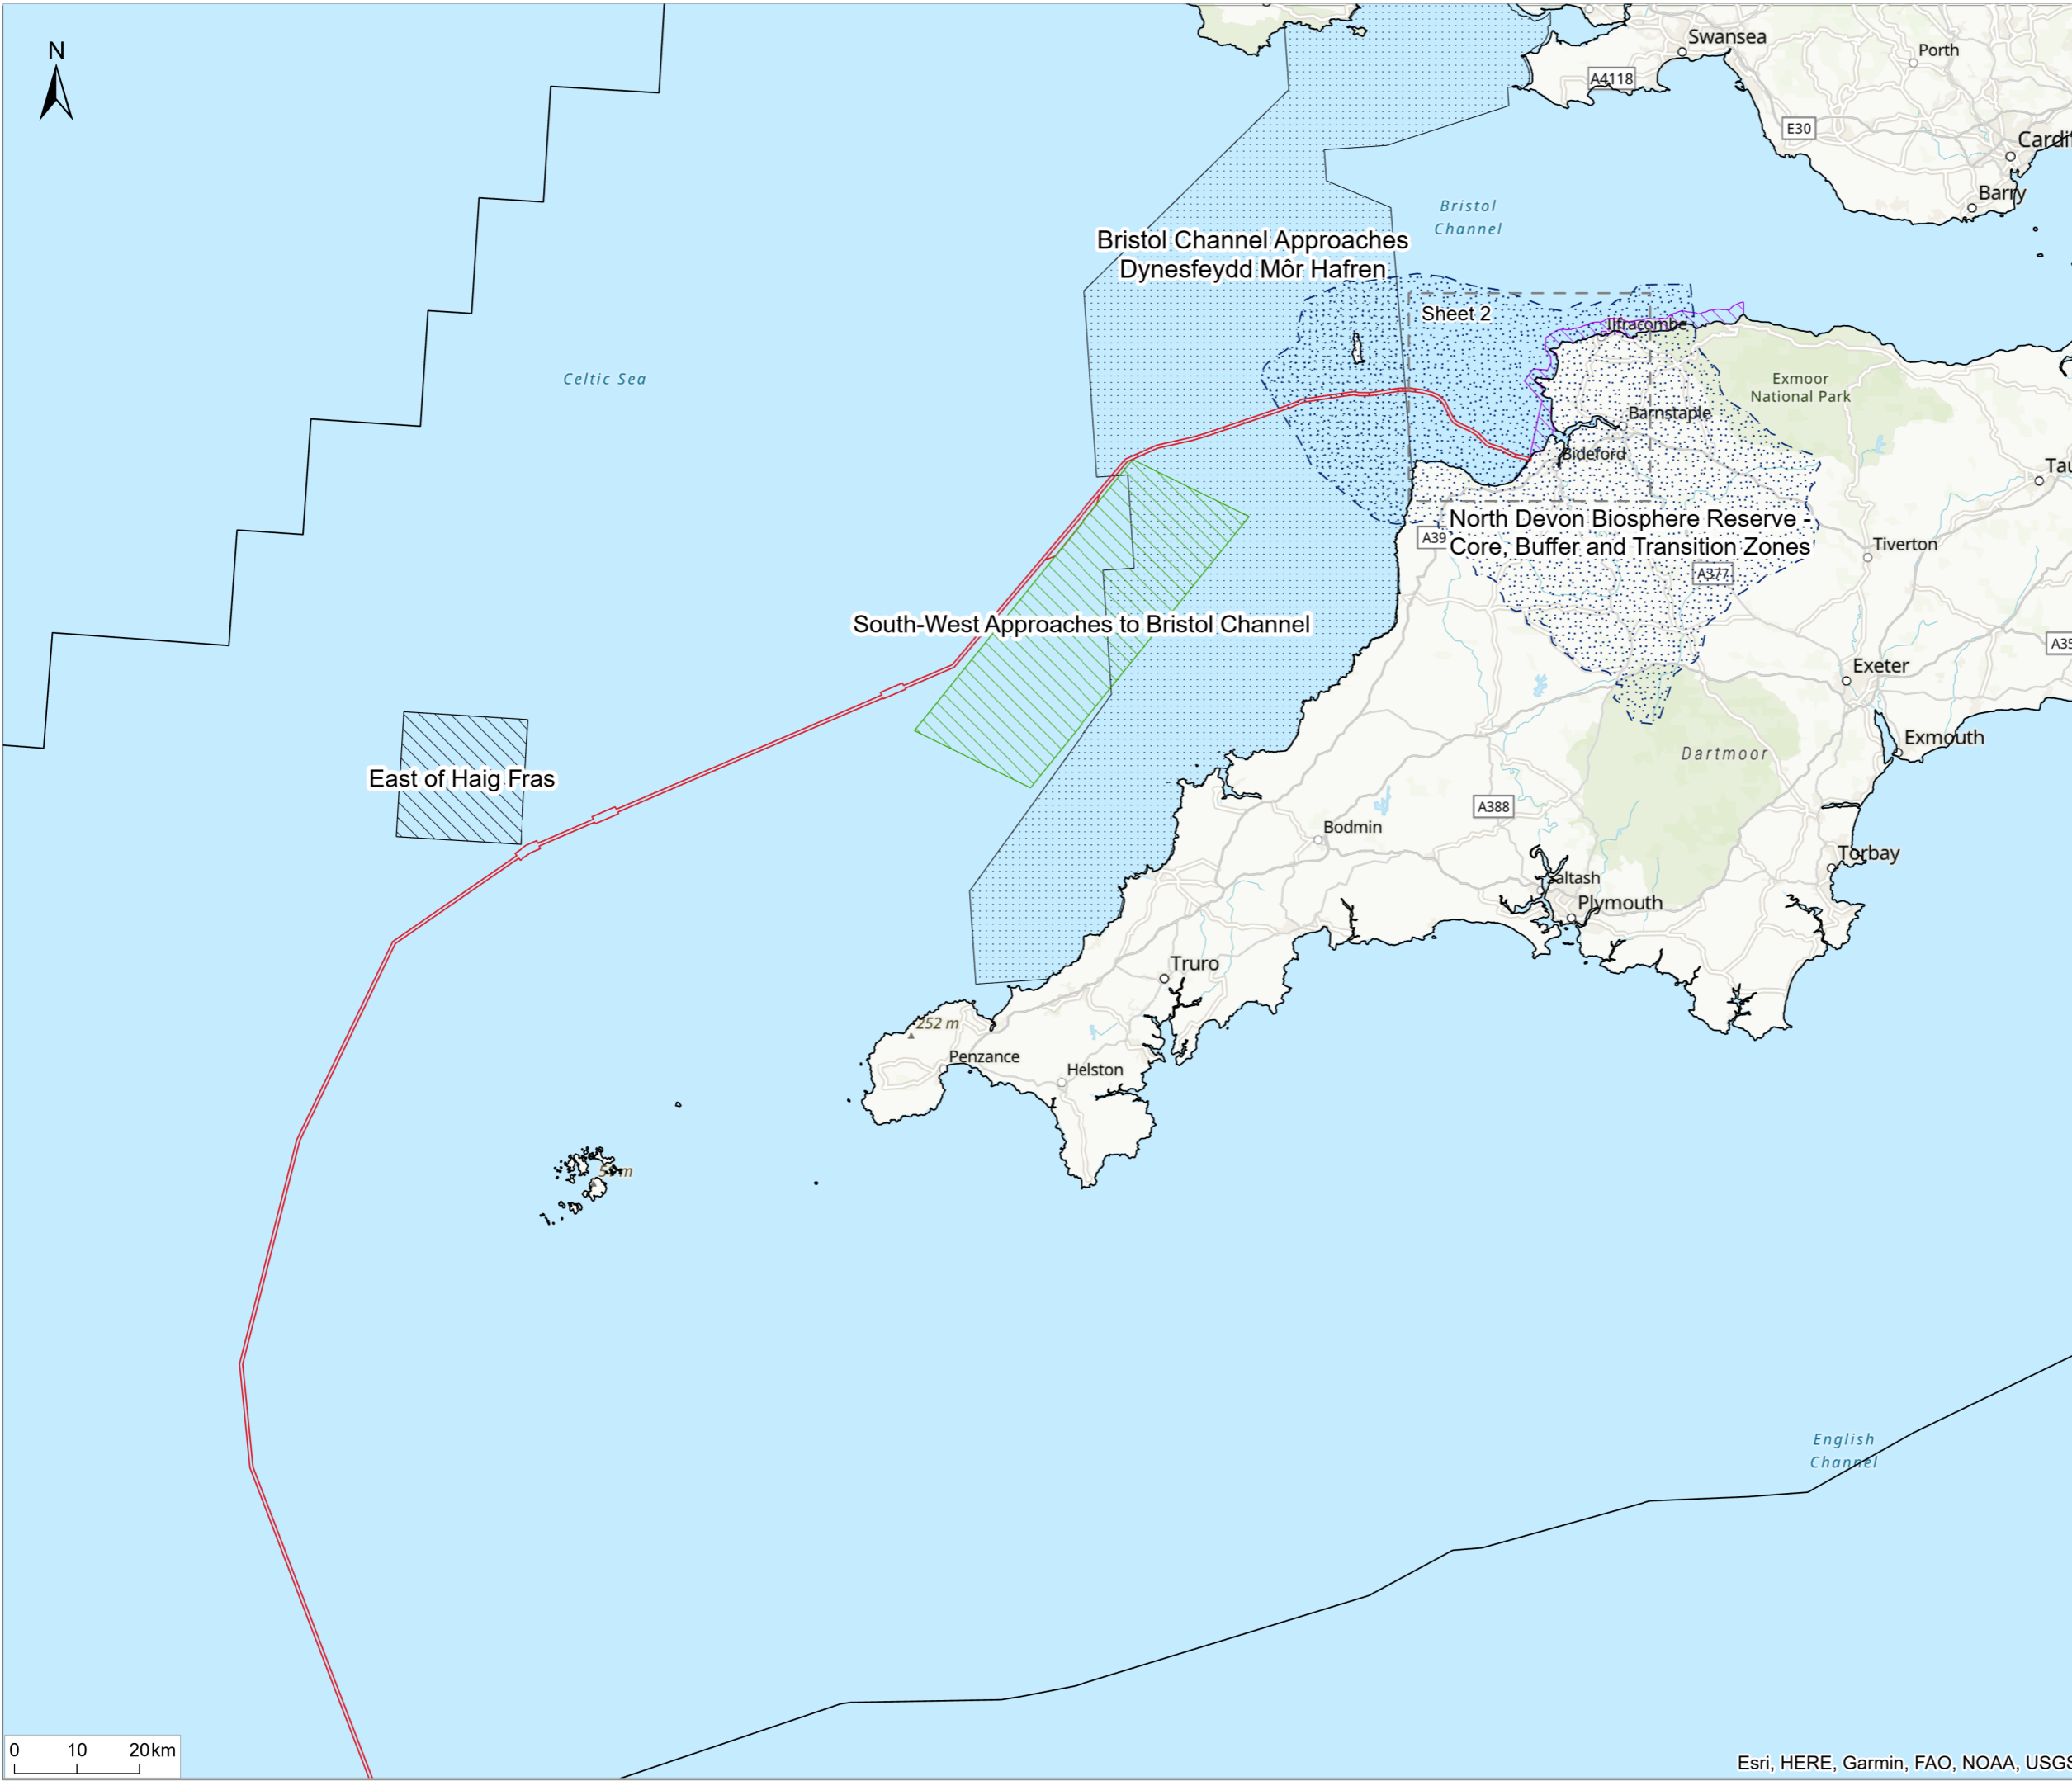 N
Swansea
Porth
A4118
E30
Cardif
Barry
Bristol
Channel
Bristol Channel Approaches
Dynesfeydd Môr Hafren
Sheet 2
Ilfracombe
Celtic Sea
Exmoor
National Park
Barnstaple
Bideford
Tau
North Devon Biosphere Reserve -
Core, Buffer and Transition Zones
A39
Tiverton
A377
South-West Approaches to Bristol Channel
A35
Exeter
Exmouth
Dartmoor
East of Haig Fras
A388
Bodmin
Torbay
Saltash
Plymouth
Truro
252 m
Penzance
Helston
English
Channel
0 10 20km
Esri, HERE, Garmin, FAO, NOAA, USGS